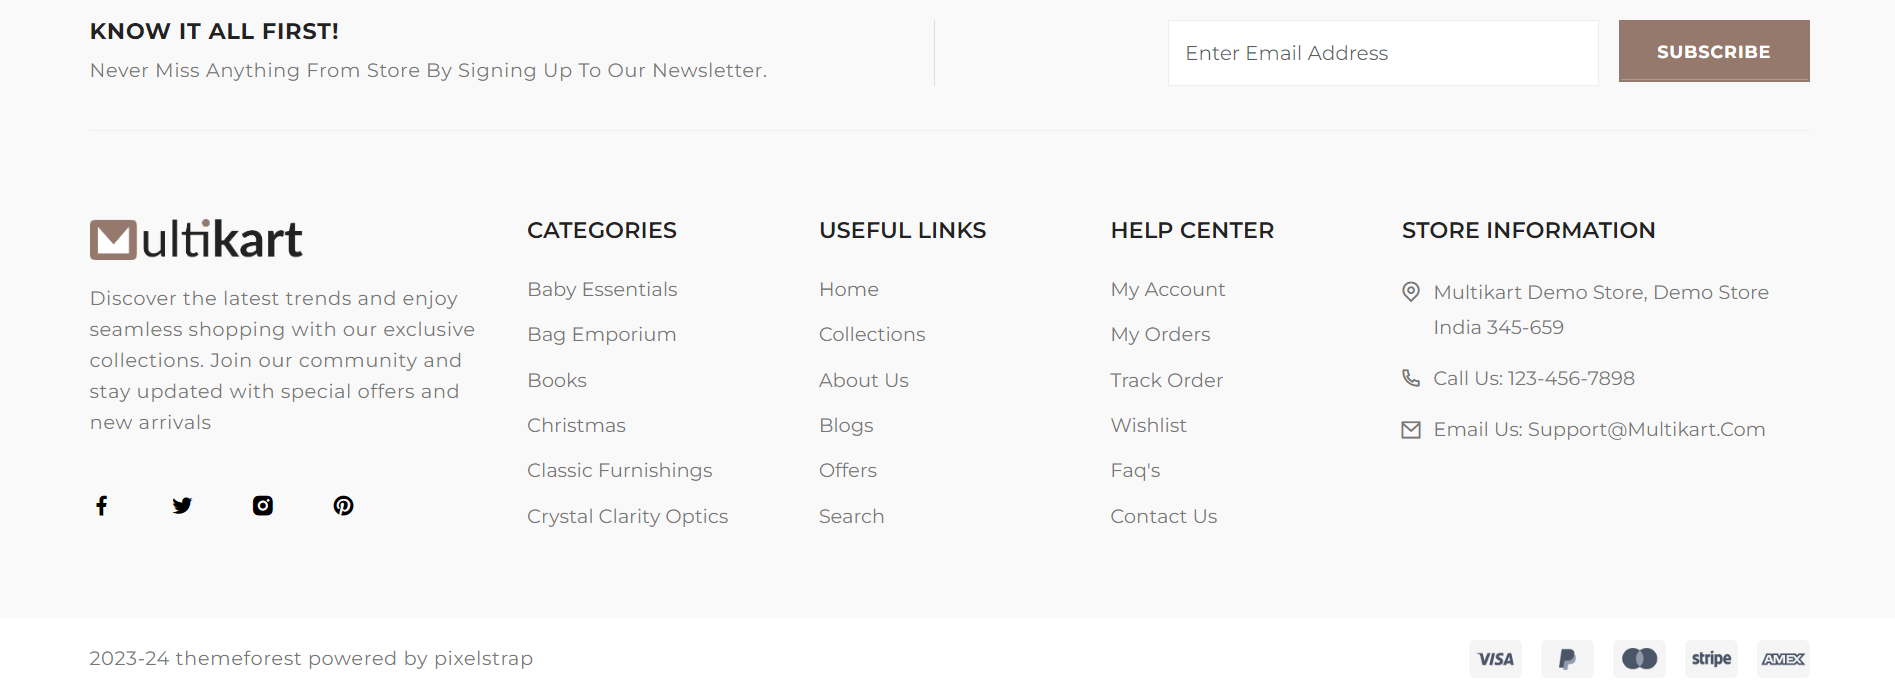 KNOW IT ALL FIRST!
Never Miss Anything From Store By Signing Up To Our Newsletter.
Enter Email Address
SUBSCRIBE
Multikart
Discover the latest trends and enjoy
seamless shopping with our exclusive
collections. Join our community and
stay updated with special offers and
new arrivals
CATEGORIES
Baby Essentials
Bag Emporium
Books
Christmas
Classic Furnishings
Crystal Clarity Optics
USEFUL LINKS
Home
Collections
About Us
Blogs
Offers
Search
HELP CENTER
My Account
My Orders
Track Order
Wishlist
Faq's
Contact Us
STORE INFORMATION
Multikart Demo Store, Demo Store
India 345-659
Call Us: 123-456-7898
Email Us: Support@Multikart.Com
2023-24 themeforest powered by pixelstrap
VISA
stripe
AMEX